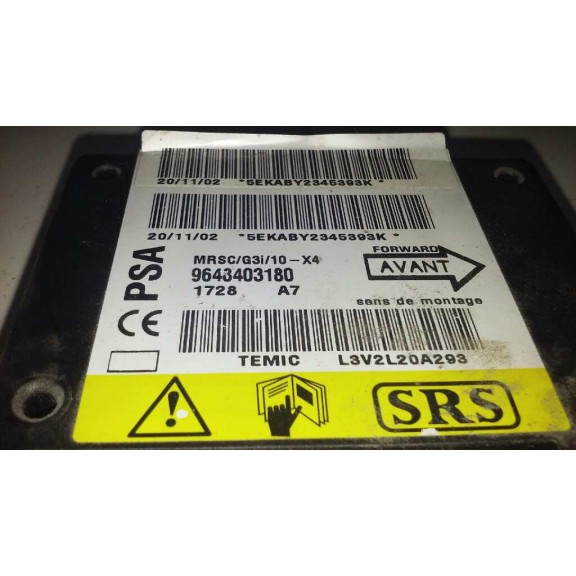 20/11/02 *5EKABY2345393K*
20/11/02 *5EKABY2345393K*
PSA
MRSC/G3i/10-X4
9643403180
1728 A7
FORWARD
AVANT
sens de montage
CE
TEMIC L3V2L20A293
SRS